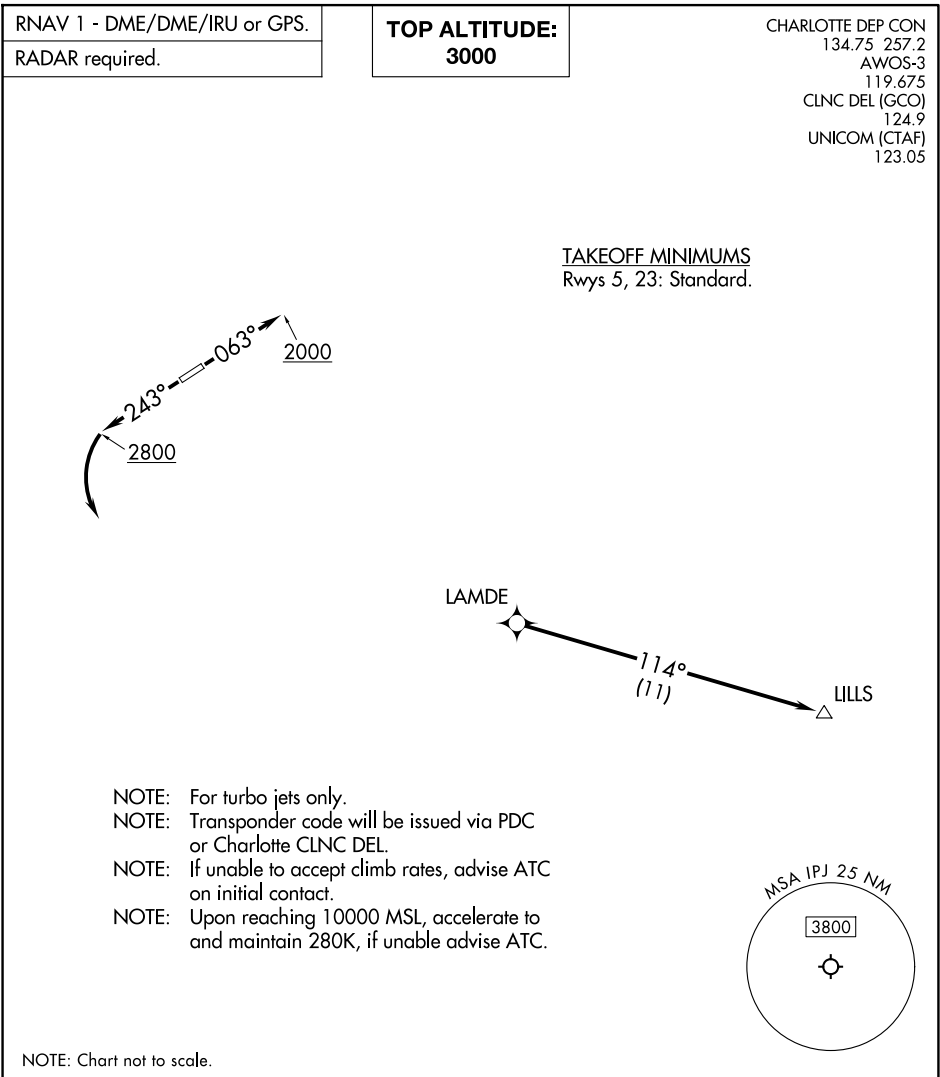 RNAV 1 - DME/DME/IRU or GPS.
RADAR required.
TOP ALTITUDE:
3000
CHARLOTTE DEP CON
134.75 257.2
AWOS-3
119.675
CLNC DEL (GCO)
124.9
UNICOM (CTAF)
123.05
TAKEOFF MINIMUMS
Rwys 5, 23: Standard.
063°
2000
243°
2800
LAMDE
114°
(11)
LILLS
NOTE: For turbo jets only.
NOTE: Transponder code will be issued via PDC
or Charlotte CLNC DEL.
NOTE: If unable to accept climb rates, advise ATC
on initial contact.
NOTE: Upon reaching 10000 MSL, accelerate to
and maintain 280K, if unable advise ATC.
MSA IPJ 25 NM
3800
NOTE: Chart not to scale.